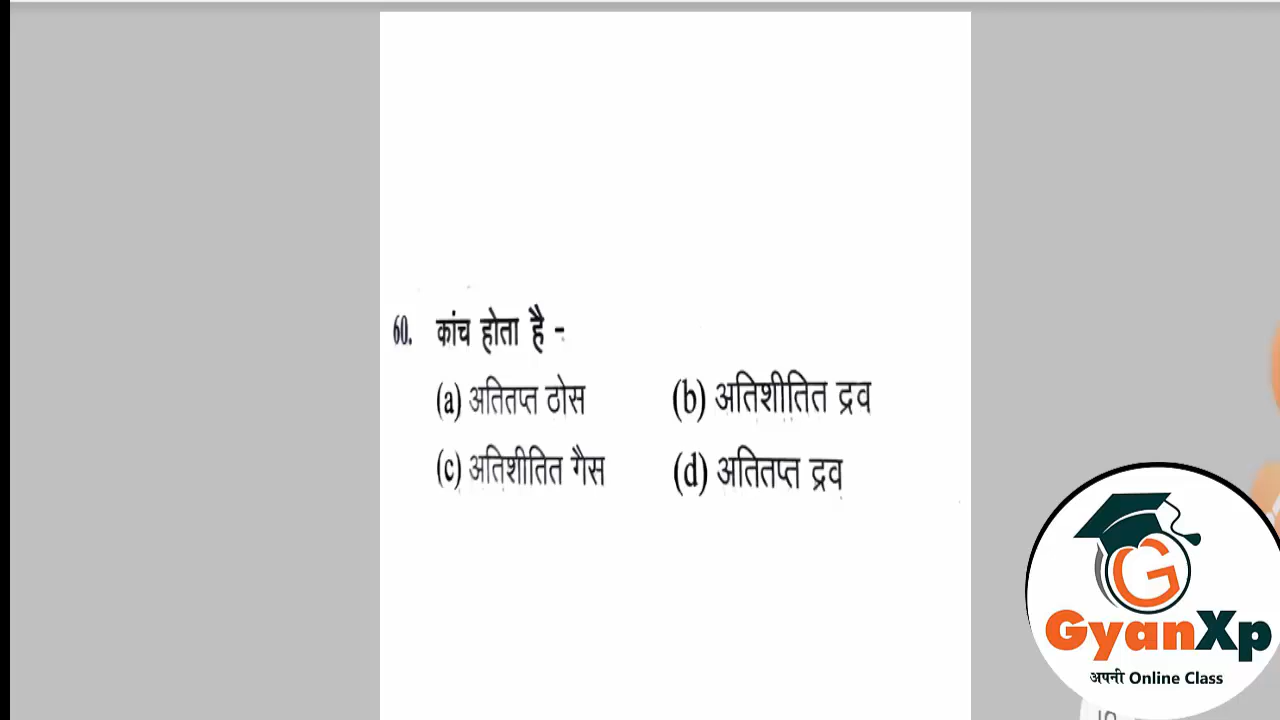 60. कांच होता है -
(a) अतितप्त ठोस (b) अतिशीतित द्रव
(c) अतिशीतित गैस (d) अतितप्त द्रव
G
GyanXp
अपनी Online Class